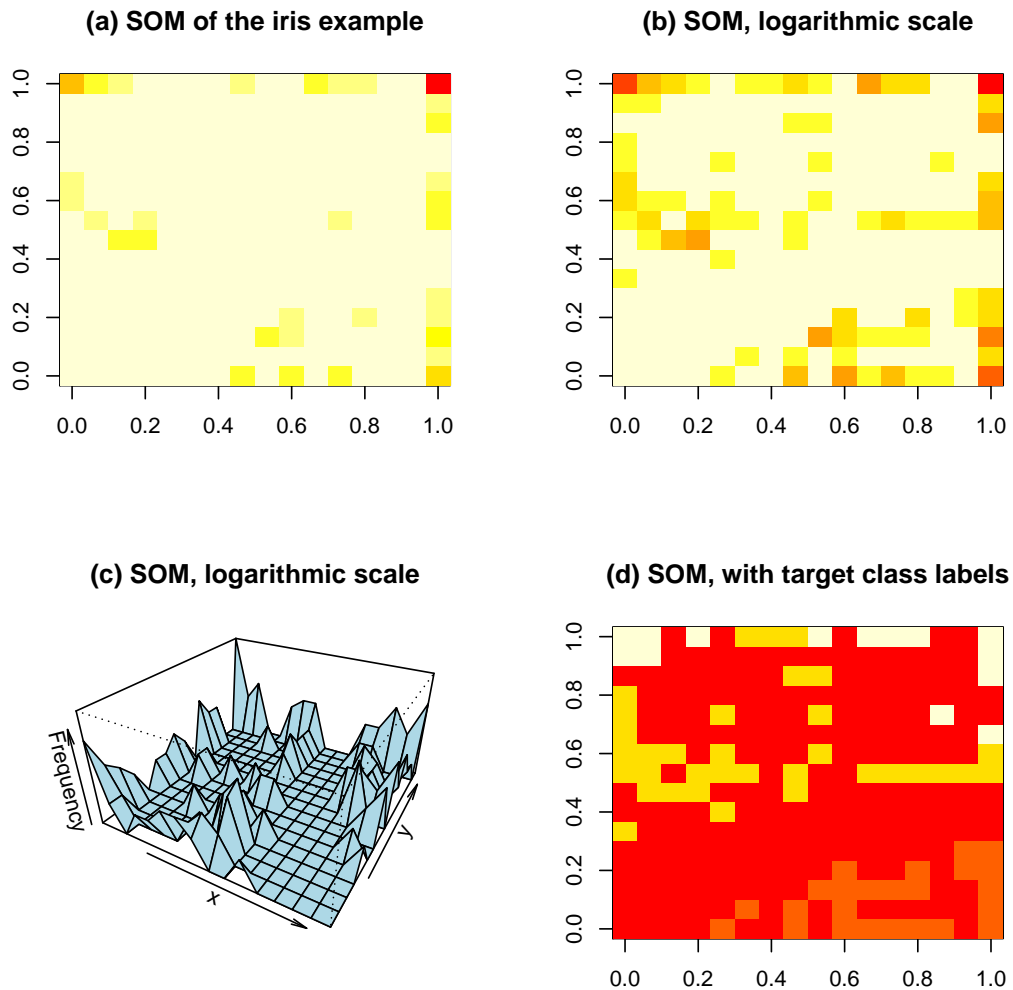 (a) SOM of the iris example
1.0
0.8
0.6
0.4
0.2
0.0
0.0 0.2 0.4 0.6 0.8 1.0
(b) SOM, logarithmic scale
1.0
0.8
0.6
0.4
0.2
0.0
0.0 0.2 0.4 0.6 0.8 1.0
(c) SOM, logarithmic scale
Frequency
x
y
(d) SOM, with target class labels
1.0
0.8
0.6
0.4
0.2
0.0
0.0 0.2 0.4 0.6 0.8 1.0